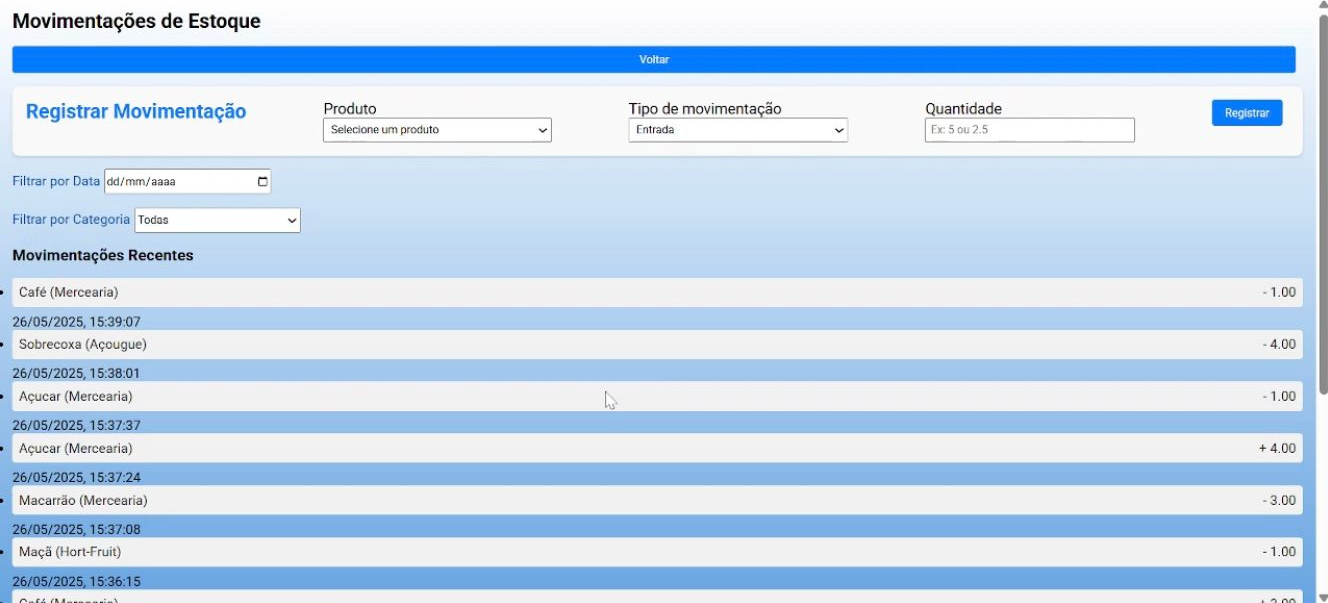 Movimentações de Estoque
Voltar
Registrar Movimentação
Produto
Selecione um produto
Tipo de movimentação
Entrada
Quantidade
Ex: 5 ou 2.5
Registrar
Filtrar por Data dd/mm/aaaa
Filtrar por Categoria Todas
Movimentações Recentes
Café (Mercearia) - 1.00
26/05/2025, 15:39:07
Sobrecoxa (Açougue) - 4.00
26/05/2025, 15:38:01
Açucar (Mercearia) - 1.00
26/05/2025, 15:37:37
Açucar (Mercearia) + 4.00
26/05/2025, 15:37:24
Macarrão (Mercearia) - 3.00
26/05/2025, 15:37:08
Maçã (Hort-Fruit) - 1.00
26/05/2025, 15:36:15
Café (Mercearia)